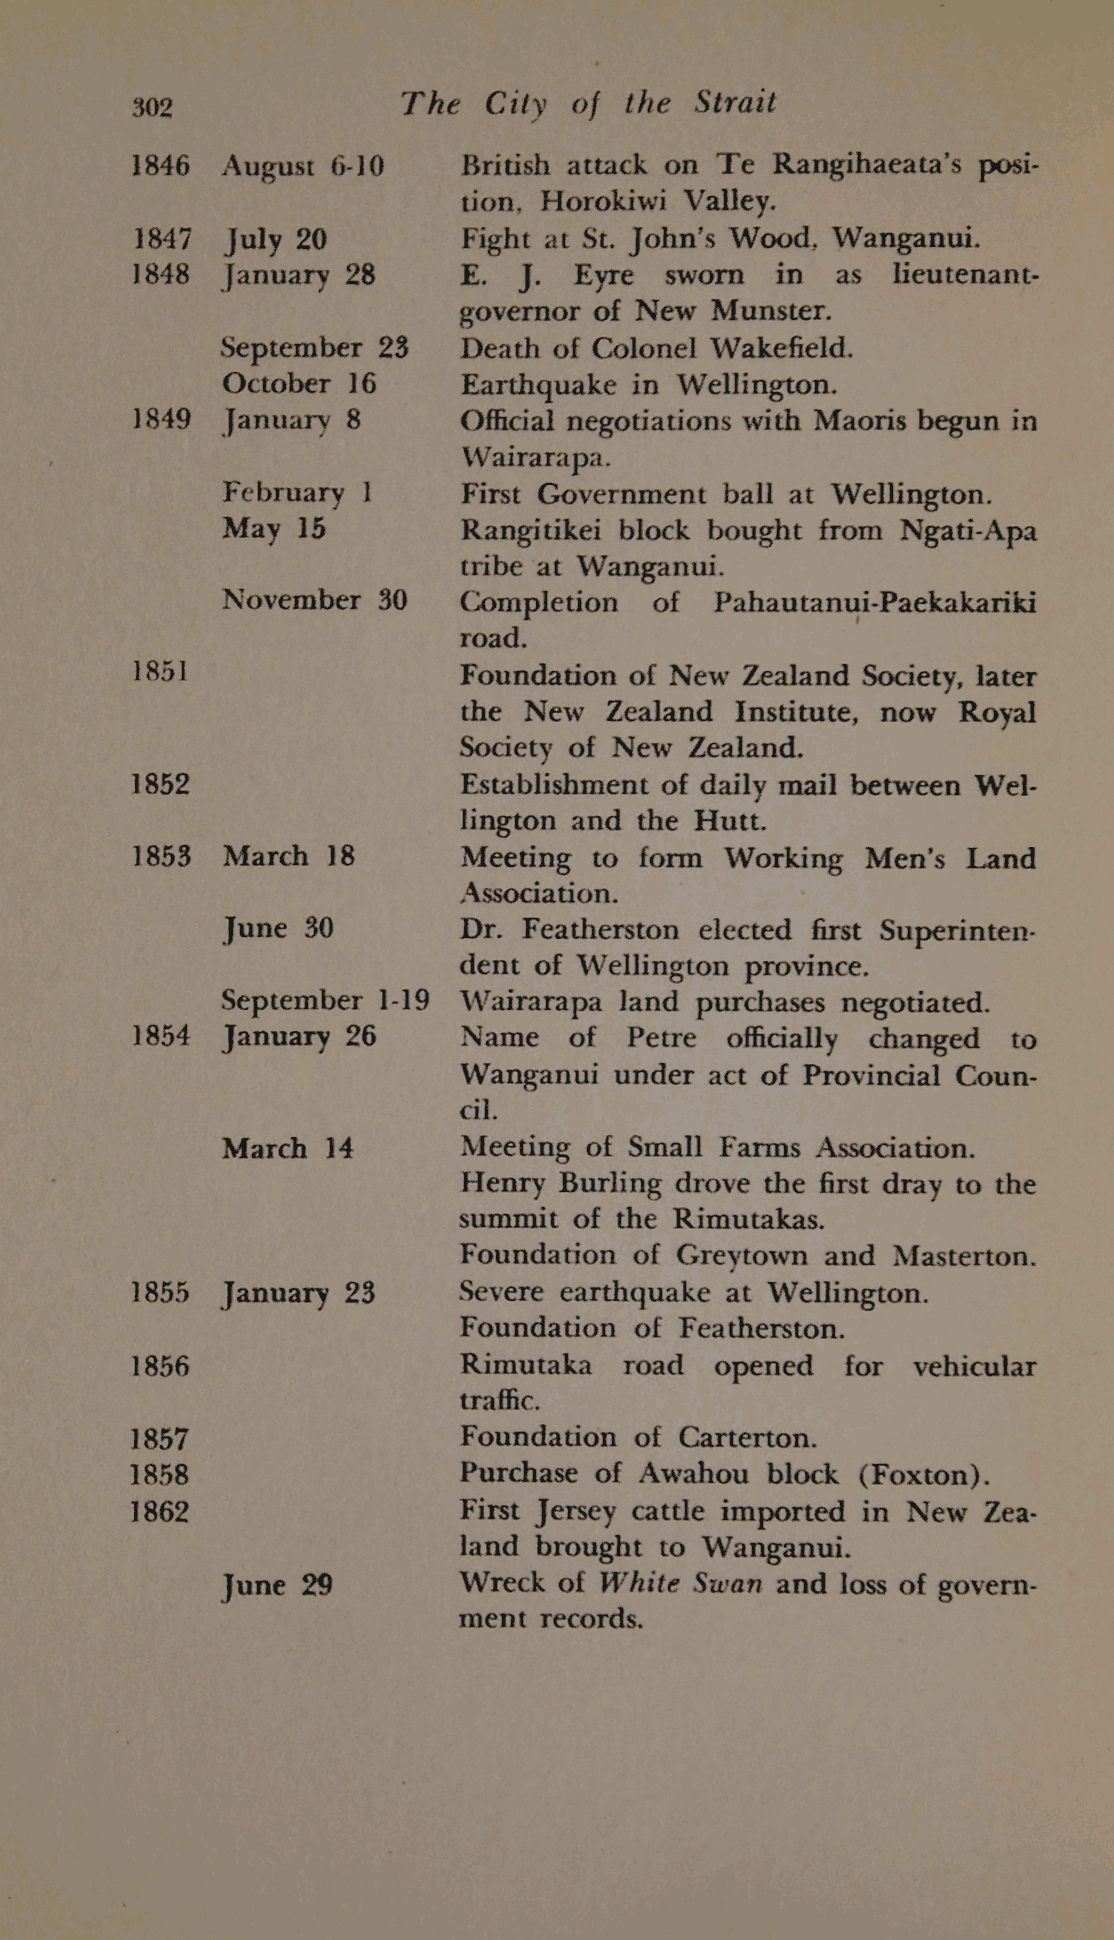 302 The City of the Strait
1846 August 6-10 British attack on Te Rangihaeata's posi-
tion, Horokiwi Valley.
1847 July 20 Fight at St. John's Wood, Wanganui.
1848 January 28 E. J. Eyre sworn in as lieutenant-
governor of New Munster.
September 23 Death of Colonel Wakefield.
October 16 Earthquake in Wellington.
1849 January 8 Official negotiations with Maoris begun in
Wairarapa.
February 1 First Government ball at Wellington.
May 15 Rangitikei block bought from Ngati-Apa
tribe at Wanganui.
November 30 Completion of Pahautanui-Paekakariki
road.
1851 Foundation of New Zealand Society, later
the New Zealand Institute, now Royal
Society of New Zealand.
1852 Establishment of daily mail between Wel-
lington and the Hutt.
1853 March 18 Meeting to form Working Men's Land
Association.
June 30 Dr. Featherston elected first Superinten-
dent of Wellington province.
September 1-19 Wairarapa land purchases negotiated.
1854 January 26 Name of Petre officially changed to
Wanganui under act of Provincial Coun-
cil.
March 14 Meeting of Small Farms Association.
Henry Burling drove the first dray to the
summit of the Rimutakas.
Foundation of Greytown and Masterton.
1855 January 23 Severe earthquake at Wellington.
Foundation of Featherston.
1856 Rimutaka road opened for vehicular
traffic.
1857 Foundation of Carterton.
1858 Purchase of Awahou block (Foxton).
1862 First Jersey cattle imported in New Zea-
land brought to Wanganui.
June 29 Wreck of White Swan and loss of govern-
ment records.